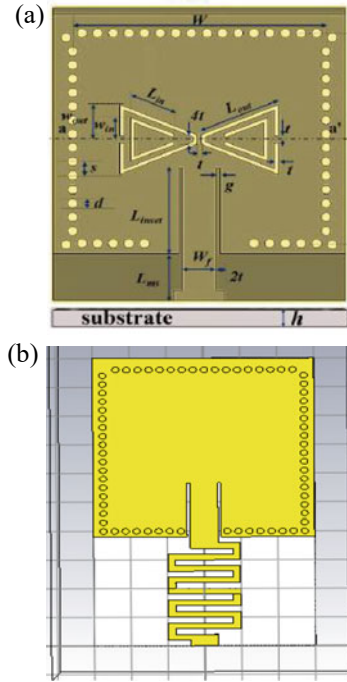 (a)
W
L_in
L_out
4t
w_out
w_in
a
a'
t
t
t
s
g
d
L_inset
W_f
L_ms
2t
substrate
h
(b)